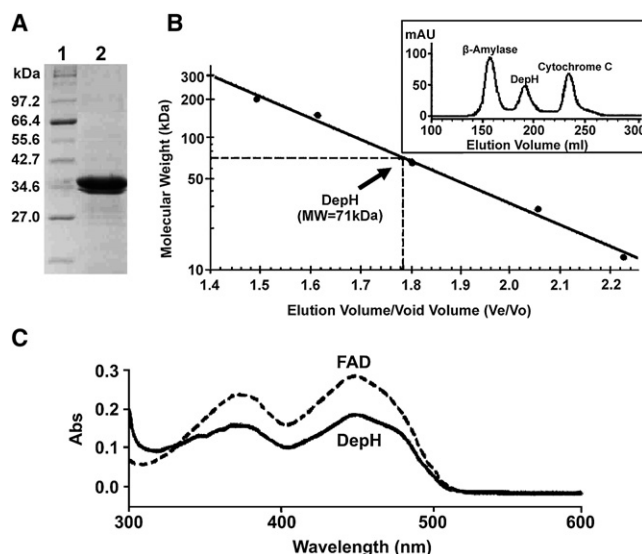 A
1 2
kDa
97.2
66.4
55.6
42.7
34.6
27.0
B
Molecular Weight (kDa)
300
200
100
50
10
1.4 1.5 1.6 1.7 1.8 1.9 2.0 2.1 2.2
Elution Volume/Void Volume (Ve/Vo)
DepH
(MW=71kDa)
mAU
100
50
0
β-Amylase
DepH
Cytochrome C
100 150 200 250 300
Elution Volume (ml)
C
Abs
0.3
0.2
0.1
0.0
FAD
DepH
300 400 500 600
Wavelength (nm)